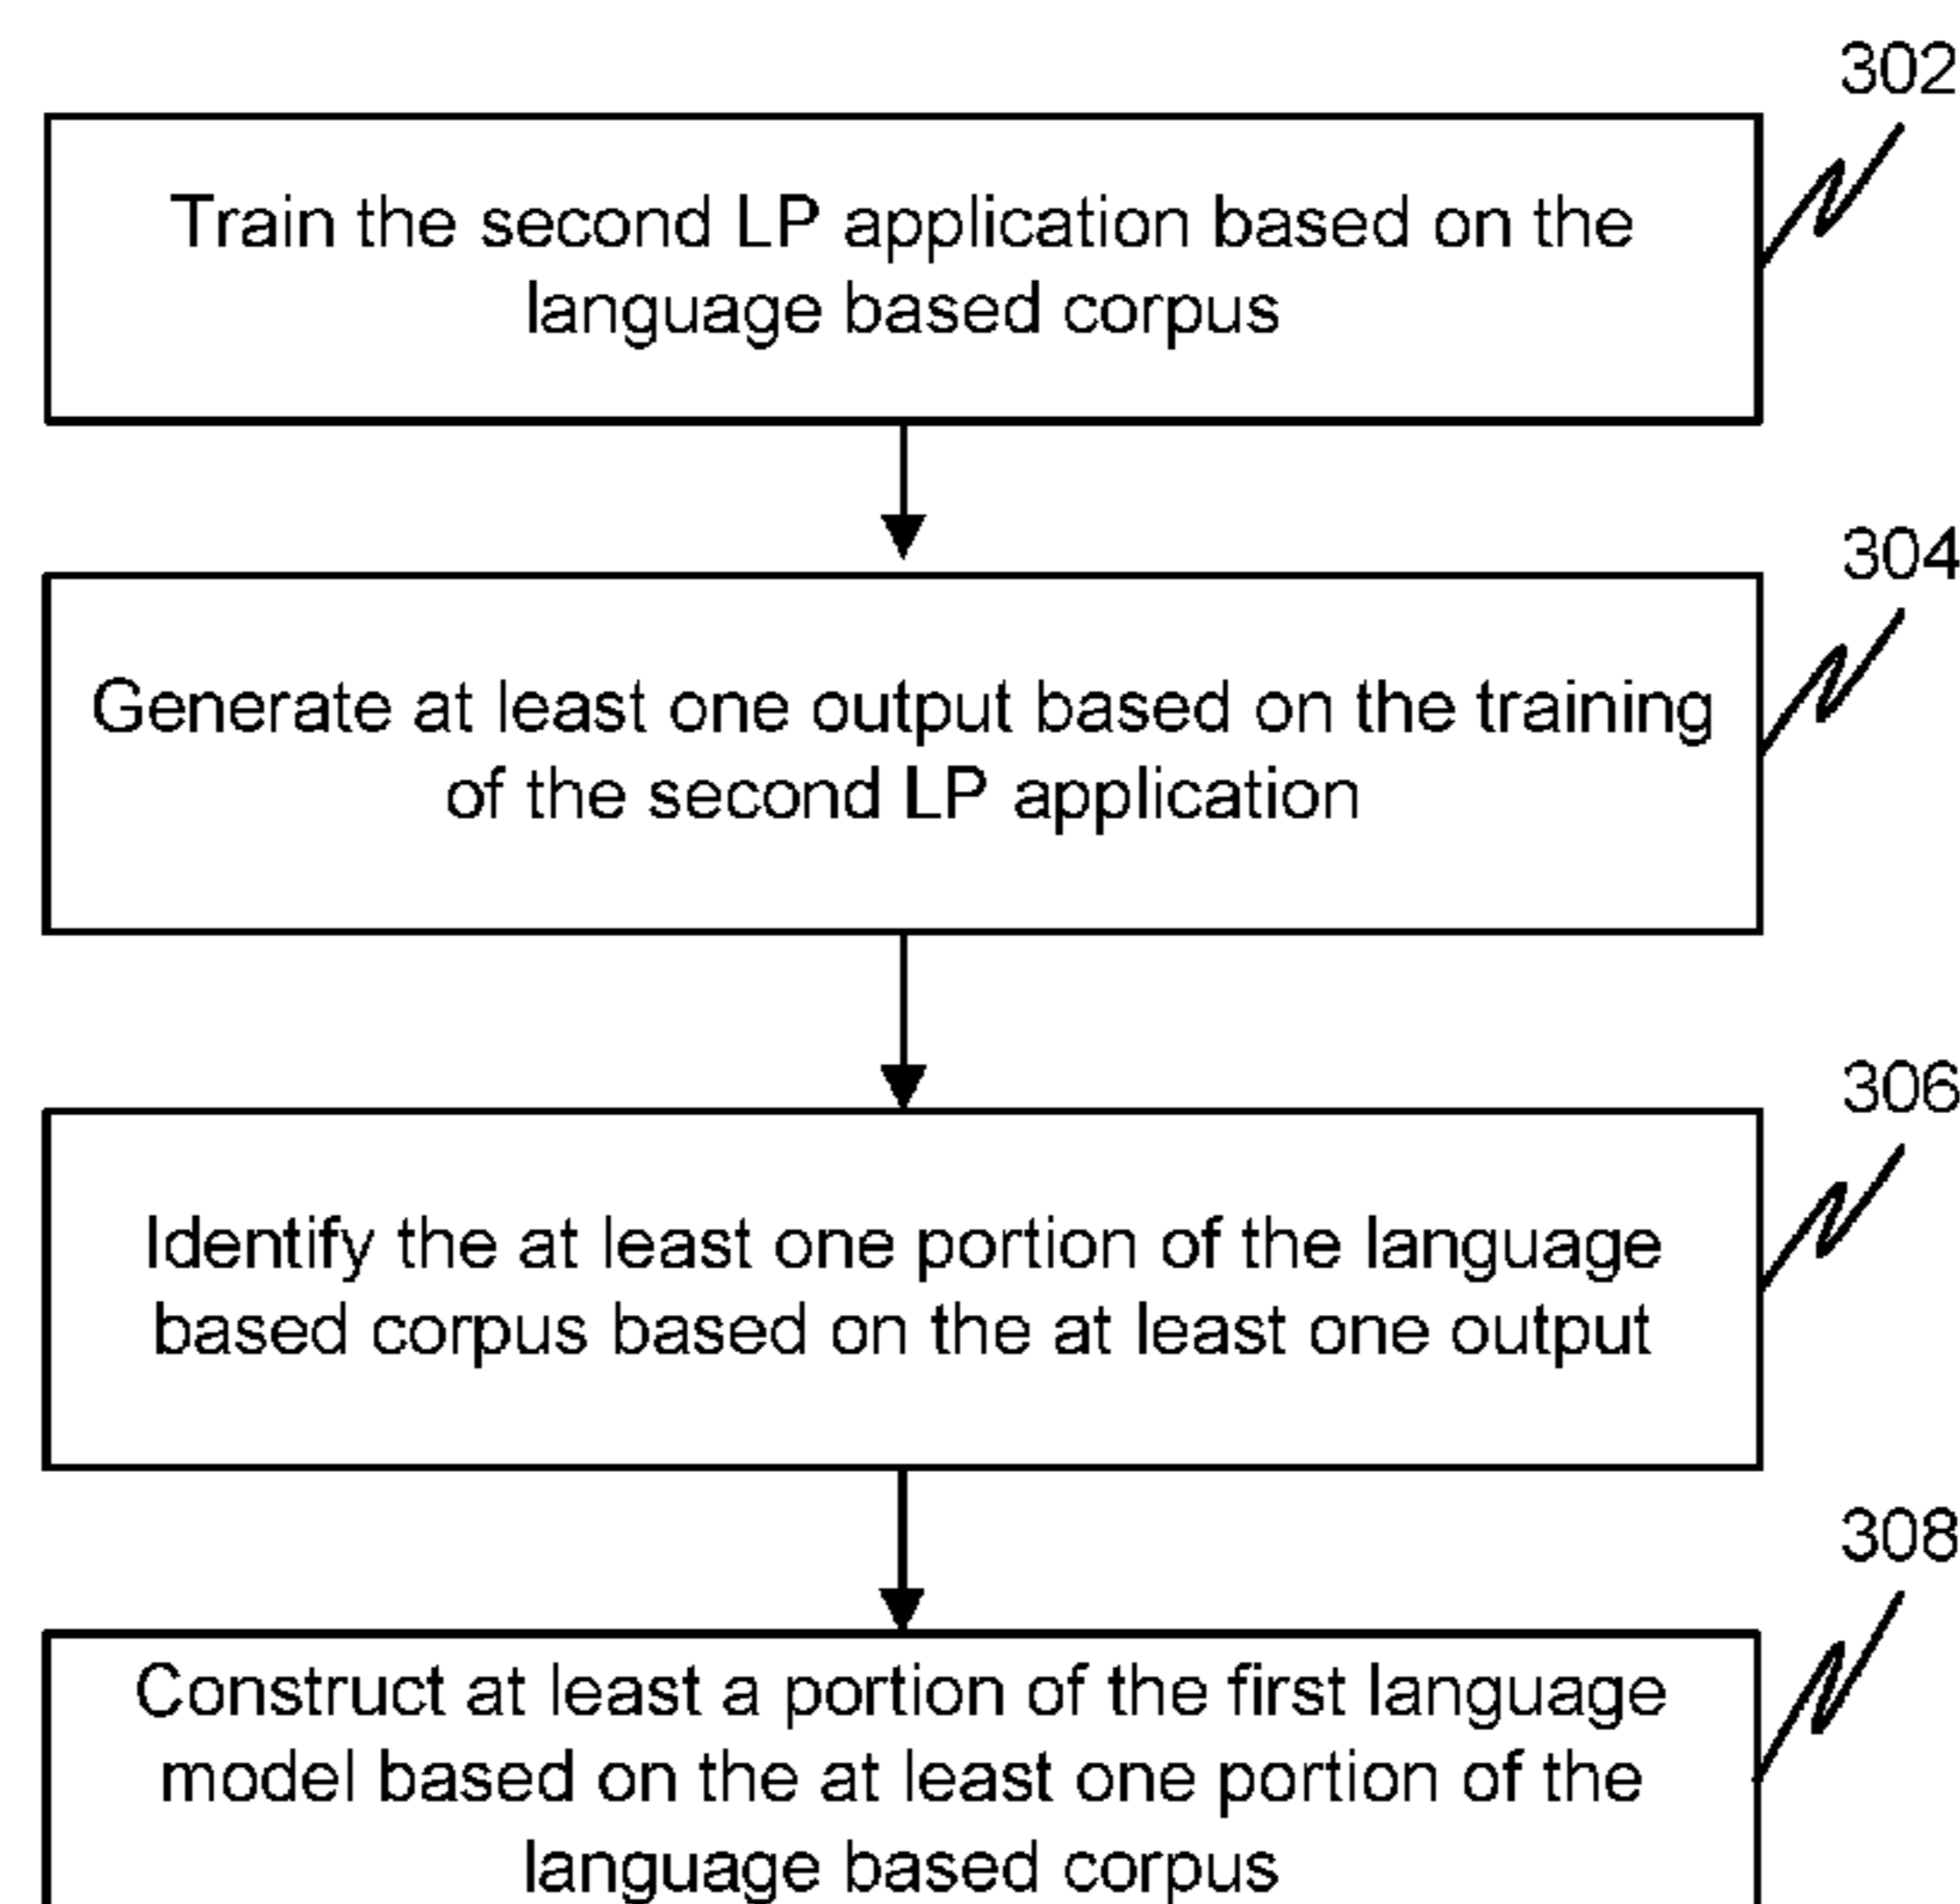 302
Train the second LP application based on the
language based corpus
304
Generate at least one output based on the training
of the second LP application
306
Identify the at least one portion of the language
based corpus based on the at least one output
308
Construct at least a portion of the first language
model based on the at least one portion of the
language based corpus